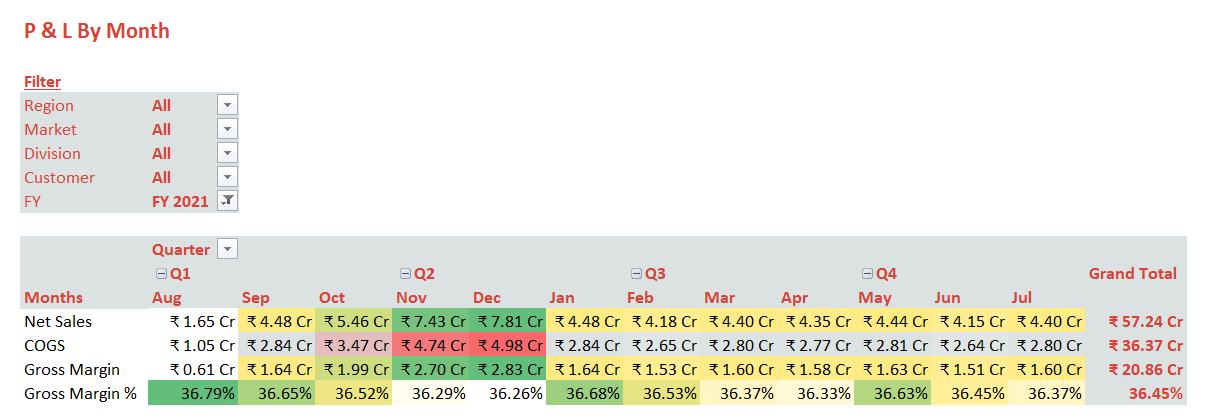 P & L By Month
Filter
Region All
Market All
Division All
Customer All
FY FY 2021
Quarter
Q1 Q2 Q3 Q4 Grand Total
Months Aug Sep Oct Nov Dec Jan Feb Mar Apr May Jun Jul
Net Sales ₹ 1.65 Cr ₹ 4.48 Cr ₹ 5.46 Cr ₹ 7.43 Cr ₹ 7.81 Cr ₹ 4.48 Cr ₹ 4.18 Cr ₹ 4.40 Cr ₹ 4.35 Cr ₹ 4.44 Cr ₹ 4.15 Cr ₹ 4.40 Cr ₹ 57.24 Cr
COGS ₹ 1.05 Cr ₹ 2.84 Cr ₹ 3.47 Cr ₹ 4.74 Cr ₹ 4.98 Cr ₹ 2.84 Cr ₹ 2.65 Cr ₹ 2.80 Cr ₹ 2.77 Cr ₹ 2.81 Cr ₹ 2.64 Cr ₹ 2.80 Cr ₹ 36.37 Cr
Gross Margin ₹ 0.61 Cr ₹ 1.64 Cr ₹ 1.99 Cr ₹ 2.70 Cr ₹ 2.83 Cr ₹ 1.64 Cr ₹ 1.53 Cr ₹ 1.60 Cr ₹ 1.58 Cr ₹ 1.63 Cr ₹ 1.51 Cr ₹ 1.60 Cr ₹ 20.86 Cr
Gross Margin % 36.79% 36.65% 36.52% 36.29% 36.26% 36.68% 36.53% 36.37% 36.33% 36.63% 36.45% 36.37% 36.45%